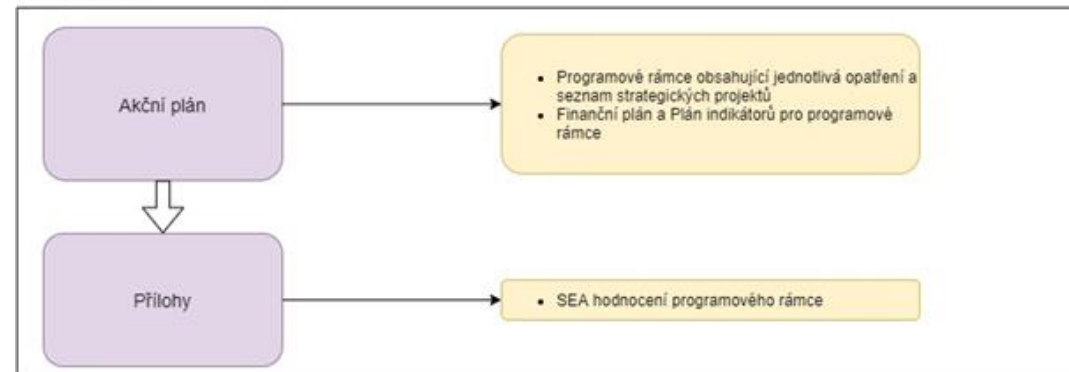 Akční plán
• Programové rámce obsahující jednotlivá opatření a
seznam strategických projektů
• Finanční plán a Plán indikátorů pro programové
rámce
Přílohy
• SEA hodnocení programového rámce